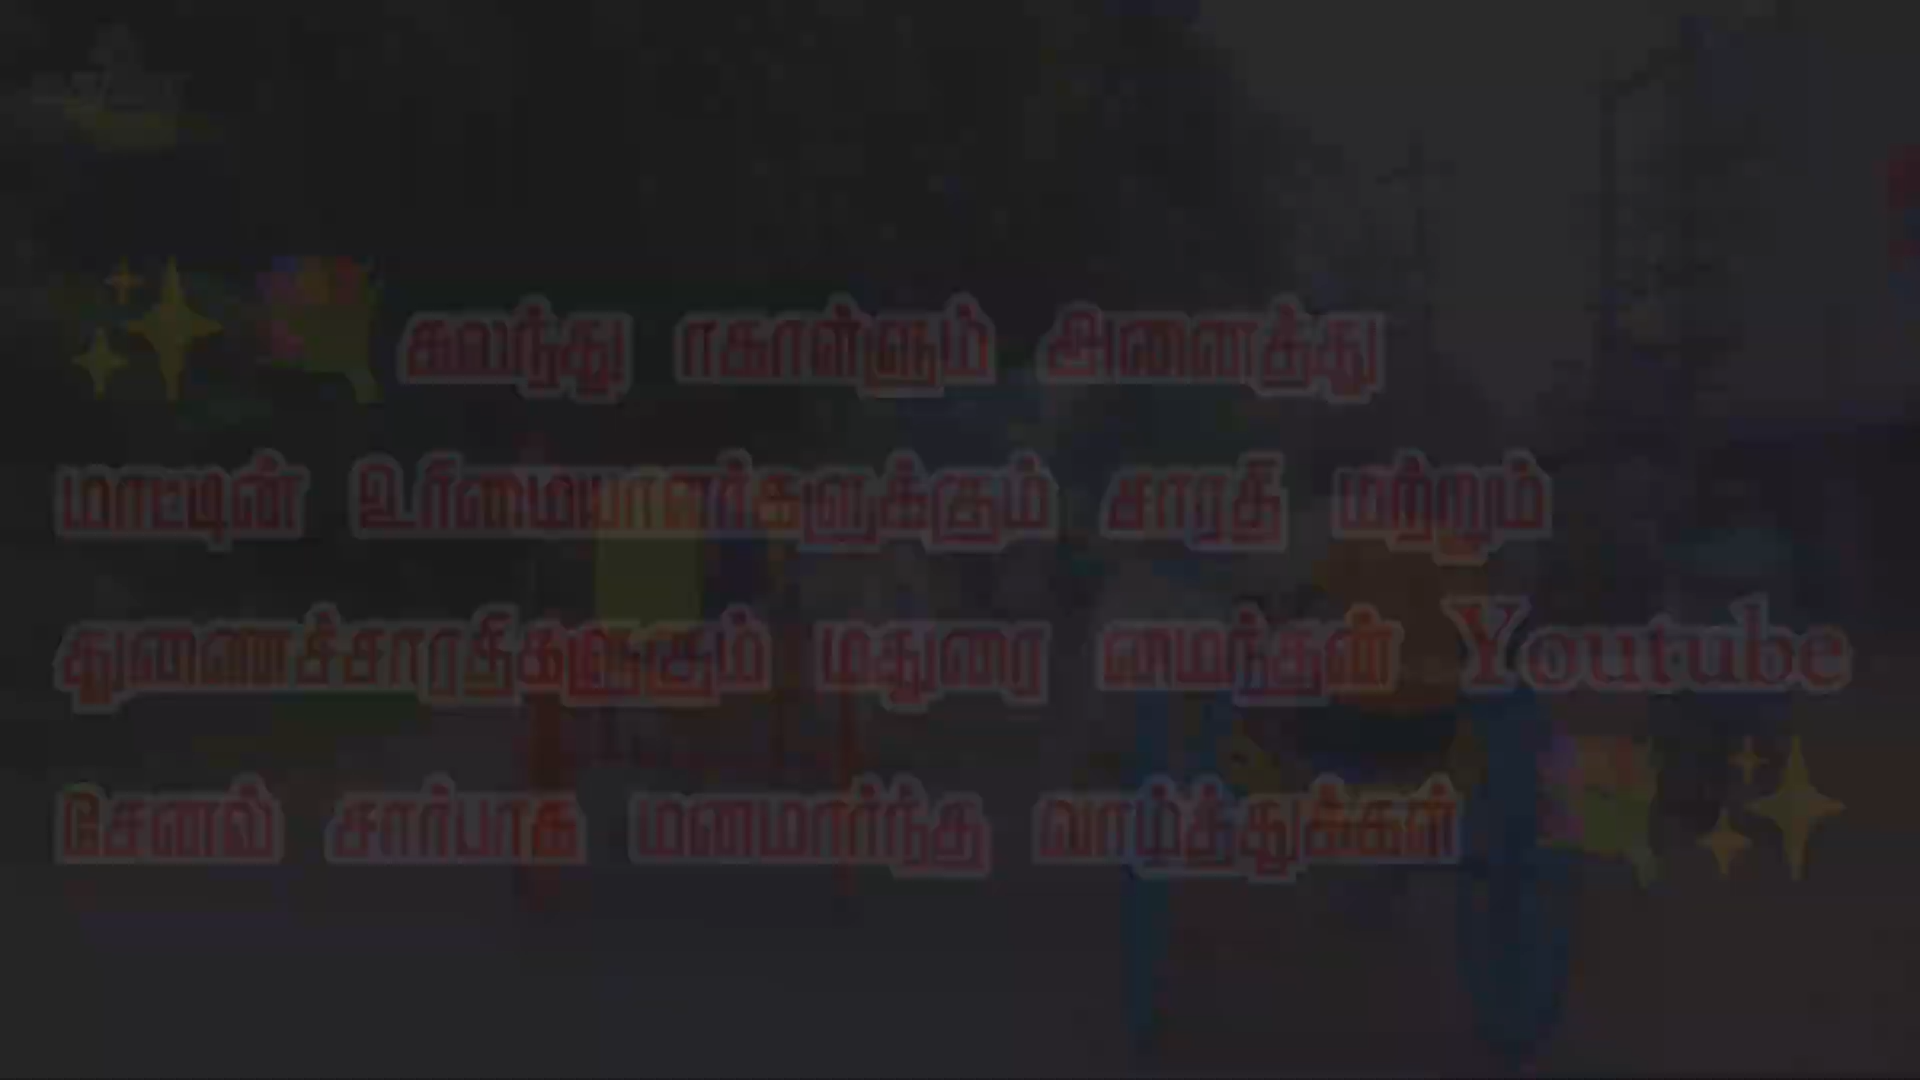 கலந்து ாகாள்ளும் அனைத்து
மாட்டின் உரிமையாளர்களுக்கும் சாரதி மற்றும்
துணைச்சாரதிகளுகும் மதுரை மைந்தன் Youtube
சேனல் சார்பாக மனமார்ந்த வாழ்த்துக்கள்